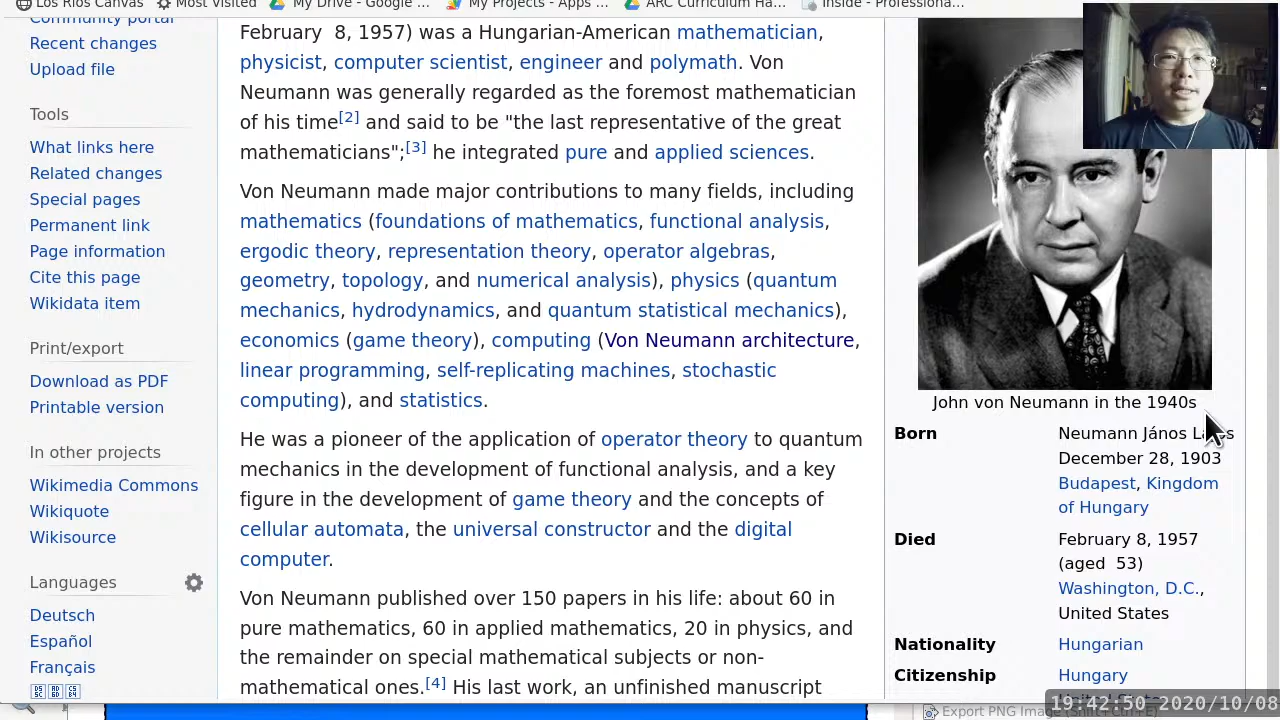 Los Rios Canvas
Most Visited
My Drive - Google ...
My Projects - Apps ...
ARC Curriculum Ha...
Inside - Professiona...
Community portal
Recent changes
Upload file
Tools
What links here
Related changes
Special pages
Permanent link
Page information
Cite this page
Wikidata item
Print/export
Download as PDF
Printable version
In other projects
Wikimedia Commons
Wikiquote
Wikisource
Languages
Deutsch
Español
Français
February 8, 1957) was a Hungarian-American mathematician,
physicist, computer scientist, engineer and polymath. Von
Neumann was generally regarded as the foremost mathematician
of his time[2] and said to be "the last representative of the great
mathematicians";[3] he integrated pure and applied sciences.
Von Neumann made major contributions to many fields, including
mathematics (foundations of mathematics, functional analysis,
ergodic theory, representation theory, operator algebras,
geometry, topology, and numerical analysis), physics (quantum
mechanics, hydrodynamics, and quantum statistical mechanics),
economics (game theory), computing (Von Neumann architecture,
linear programming, self-replicating machines, stochastic
computing), and statistics.
He was a pioneer of the application of operator theory to quantum
mechanics in the development of functional analysis, and a key
figure in the development of game theory and the concepts of
cellular automata, the universal constructor and the digital
computer.
Von Neumann published over 150 papers in his life: about 60 in
pure mathematics, 60 in applied mathematics, 20 in physics, and
the remainder on special mathematical subjects or non-
mathematical ones.[4] His last work, an unfinished manuscript
John von Neumann in the 1940s
Born
Neumann János
December 28, 1903
Budapest, Kingdom
of Hungary
Died
February 8, 1957
(aged 53)
Washington, D.C.,
United States
Nationality
Hungarian
Citizenship
Hungary
19:42:50 2020/10/08
Export PNG Image (Shift+Ctrl+E)